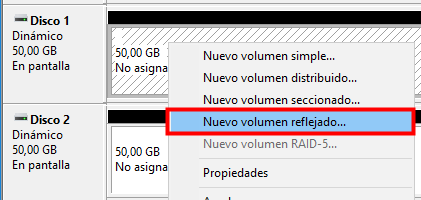 Disco 1
Dinámico
50,00 GB
En pantalla
50,00 GB
No asigna
Nuevo volumen simple...
Nuevo volumen distribuido...
Nuevo volumen seccionado...
Nuevo volumen reflejado...
Nuevo volumen RAID-5...
Propiedades
Disco 2
Dinámico
50,00 GB
En pantalla
50,00 GB
No asigna